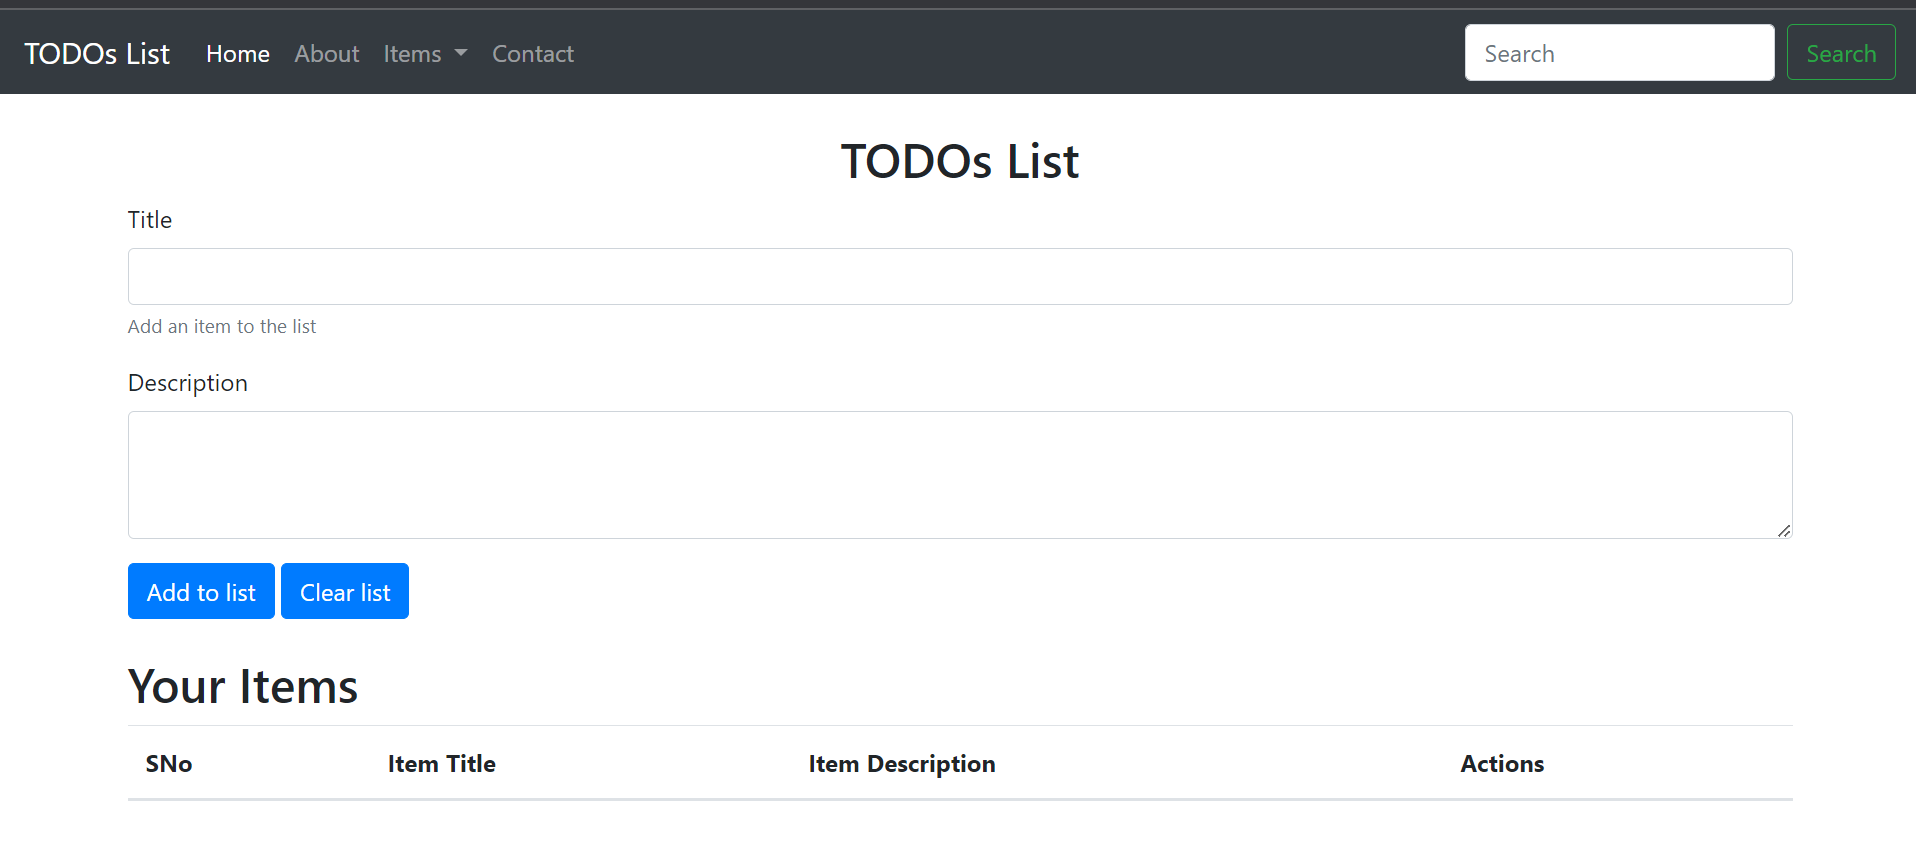 TODOs List Home About Items Contact Search Search
TODOs List
Title
Add an item to the list
Description
Add to list Clear list
Your Items
SNo Item Title Item Description Actions